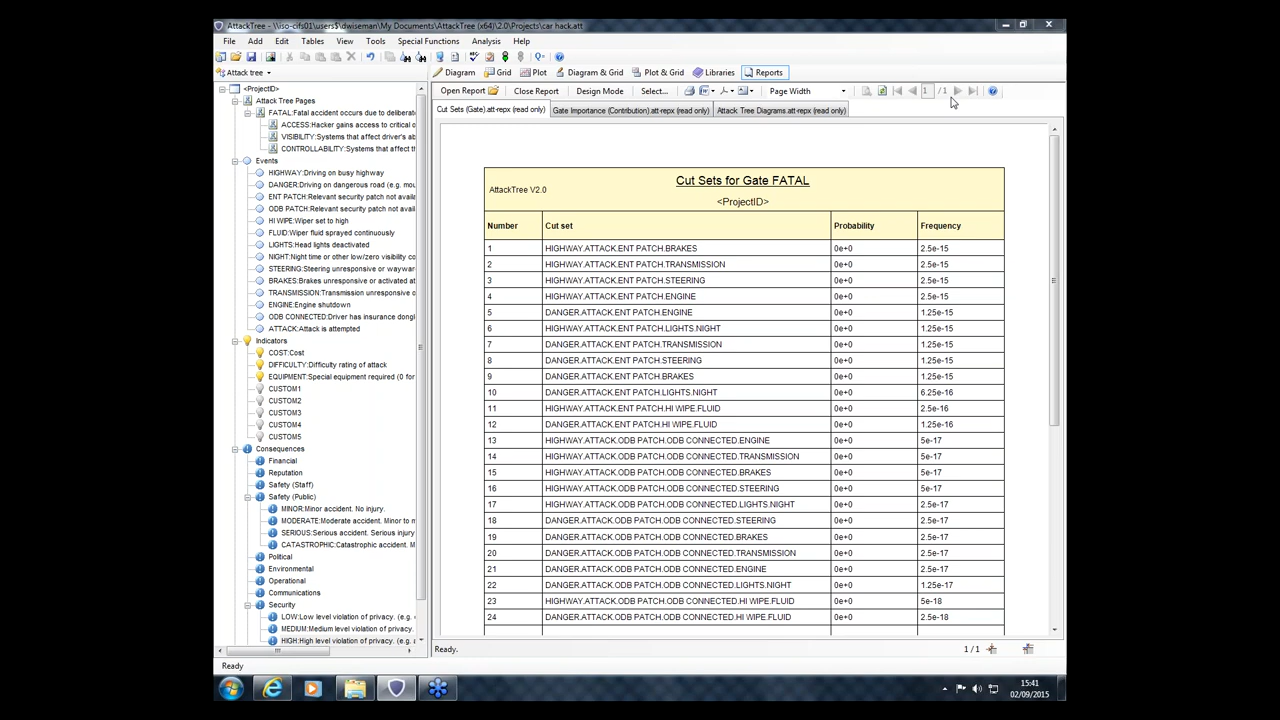 AttackTree - \\iso-cifs01\users$\dwiseman\My Documents\AttackTree (x64)\2.0\Projects\car hack.att
File Add Edit Tables View Tools Special Functions Analysis Help
Attack tree
Diagram Grid Plot Diagram & Grid Plot & Grid Libraries Reports
Open Report Close Report Design Mode Select... Page Width 1 / 1
Cut Sets (Gate).att-repx (read only) Gate Importance (Contribution).att-repx (read only) Attack Tree Diagrams.att-repx (read only)
<ProjectID>
Attack Tree Pages
FATAL:Fatal accident occurs due to deliberate
ACCESS:Hacker gains access to critical o
VISIBILITY:Systems that affect driver's ab
CONTROLLABILITY:Systems that affect tl
Events
HIGHWAY:Driving on busy highway
DANGER:Driving on dangerous road (e.g. mou
ENT PATCH:Relevant security patch not availa
ODB PATCH:Relevant security patch not avail
HI WIPE:Wiper set to high
FLUID:Wiper fluid sprayed continuously
LIGHTS:Head lights deactivated
NIGHT:Night time or other low/zero visibility co
STEERING:Steering unresponsive or waywar
BRAKES:Brakes unresponsive or activated at
TRANSMISSION:Transmission unresponsive o
ENGINE:Engine shutdown
ODB CONNECTED:Driver has insurance dongl
ATTACK:Attack is attempted
Indicators
COST:Cost
DIFFICULTY:Difficulty rating of attack
EQUIPMENT:Special equipment required (0 for
CUSTOM1
CUSTOM2
CUSTOM3
CUSTOM4
CUSTOM5
Consequences
Financial
Reputation
Safety (Staff)
Safety (Public)
MINOR:Minor accident. No injury.
MODERATE:Moderate accident. Minor to m
SERIOUS:Serious accident. Serious injury
CATASTROPHIC:Catastrophic accident. M
Political
Environmental
Operational
Communications
Security
LOW:Low level violation of privacy. (e.g. .
MEDIUM:Medium level violation of privacy.
HIGH:High level violation of privacy. (e.g. a
AttackTree V2.0
Cut Sets for Gate FATAL
<ProjectID>
Number Cut set Probability Frequency
1 HIGHWAY.ATTACK.ENT PATCH.BRAKES 0e+0 2.5e-15
2 HIGHWAY.ATTACK.ENT PATCH.TRANSMISSION 0e+0 2.5e-15
3 HIGHWAY.ATTACK.ENT PATCH.STEERING 0e+0 2.5e-15
4 HIGHWAY.ATTACK.ENT PATCH.ENGINE 0e+0 2.5e-15
5 DANGER.ATTACK.ENT PATCH.ENGINE 0e+0 1.25e-15
6 HIGHWAY.ATTACK.ENT PATCH.LIGHTS.NIGHT 0e+0 1.25e-15
7 DANGER.ATTACK.ENT PATCH.TRANSMISSION 0e+0 1.25e-15
8 DANGER.ATTACK.ENT PATCH.STEERING 0e+0 1.25e-15
9 DANGER.ATTACK.ENT PATCH.BRAKES 0e+0 1.25e-15
10 DANGER.ATTACK.ENT PATCH.LIGHTS.NIGHT 0e+0 6.25e-16
11 HIGHWAY.ATTACK.ENT PATCH.HI WIPE.FLUID 0e+0 2.5e-16
12 DANGER.ATTACK.ENT PATCH.HI WIPE.FLUID 0e+0 1.25e-16
13 HIGHWAY.ATTACK.ODB PATCH.ODB CONNECTED.ENGINE 0e+0 5e-17
14 HIGHWAY.ATTACK.ODB PATCH.ODB CONNECTED.TRANSMISSION 0e+0 5e-17
15 HIGHWAY.ATTACK.ODB PATCH.ODB CONNECTED.BRAKES 0e+0 5e-17
16 HIGHWAY.ATTACK.ODB PATCH.ODB CONNECTED.STEERING 0e+0 5e-17
17 HIGHWAY.ATTACK.ODB PATCH.ODB CONNECTED.LIGHTS.NIGHT 0e+0 2.5e-17
18 DANGER.ATTACK.ODB PATCH.ODB CONNECTED.STEERING 0e+0 2.5e-17
19 DANGER.ATTACK.ODB PATCH.ODB CONNECTED.BRAKES 0e+0 2.5e-17
20 DANGER.ATTACK.ODB PATCH.ODB CONNECTED.TRANSMISSION 0e+0 2.5e-17
21 DANGER.ATTACK.ODB PATCH.ODB CONNECTED.ENGINE 0e+0 2.5e-17
22 DANGER.ATTACK.ODB PATCH.ODB CONNECTED.LIGHTS.NIGHT 0e+0 1.25e-17
23 HIGHWAY.ATTACK.ODB PATCH.ODB CONNECTED.HI WIPE.FLUID 0e+0 5e-18
24 DANGER.ATTACK.ODB PATCH.ODB CONNECTED.HI WIPE.FLUID 0e+0 2.5e-18
Ready. 1 / 1
Ready
15:41
02/09/2015